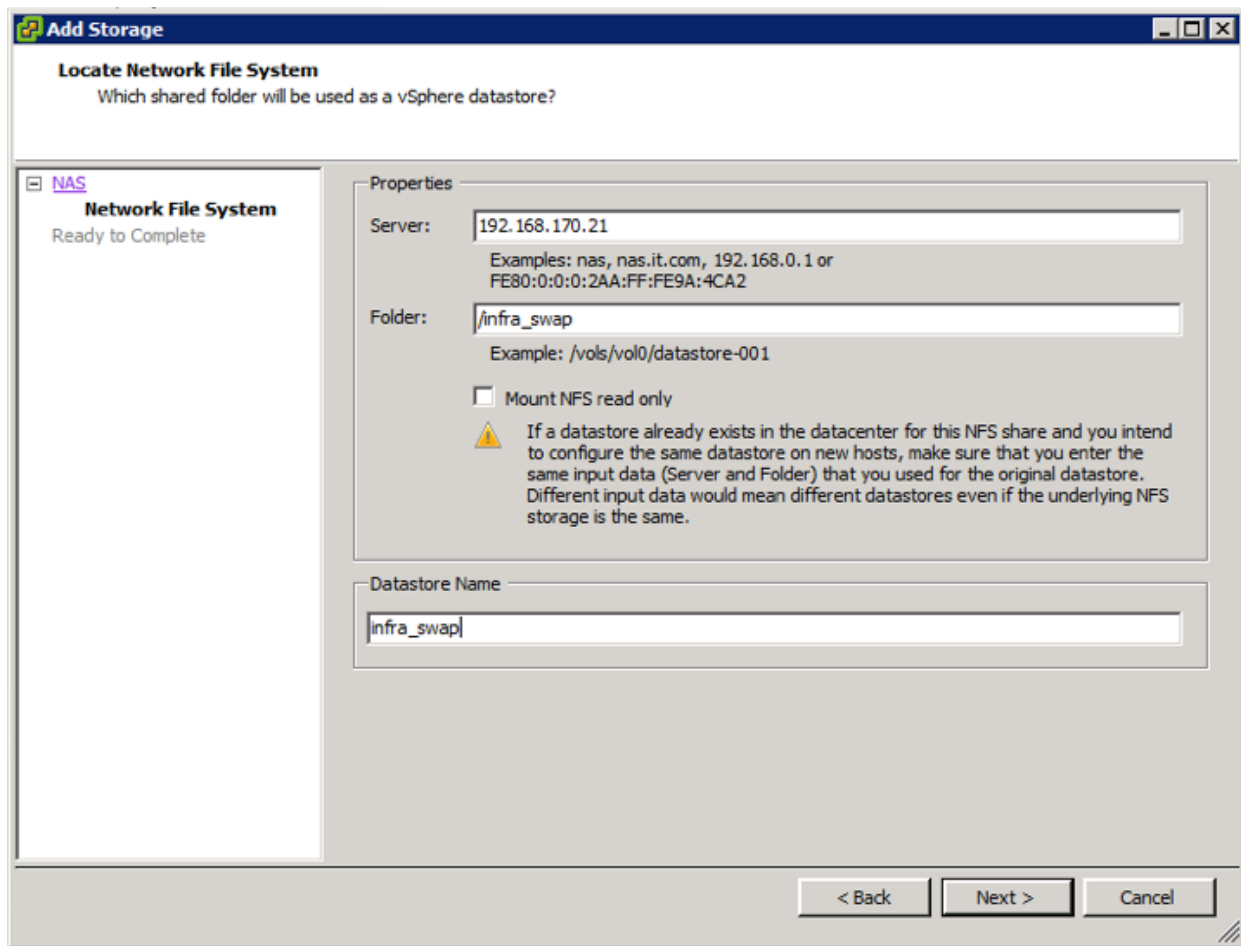 Add Storage
Locate Network File System
Which shared folder will be used as a vSphere datastore?
NAS
Network File System
Ready to Complete
Properties
Server:
192.168.170.21
Examples: nas, nas.it.com, 192.168.0.1 or
FE80:0:0:0:2AA:FF:FE9A:4CA2
Folder:
/infra_swap
Example: /vols/vol0/datastore-001
Mount NFS read only
If a datastore already exists in the datacenter for this NFS share and you intend
to configure the same datastore on new hosts, make sure that you enter the
same input data (Server and Folder) that you used for the original datastore.
Different input data would mean different datastores even if the underlying NFS
storage is the same.
Datastore Name
infra_swap
< Back
Next >
Cancel